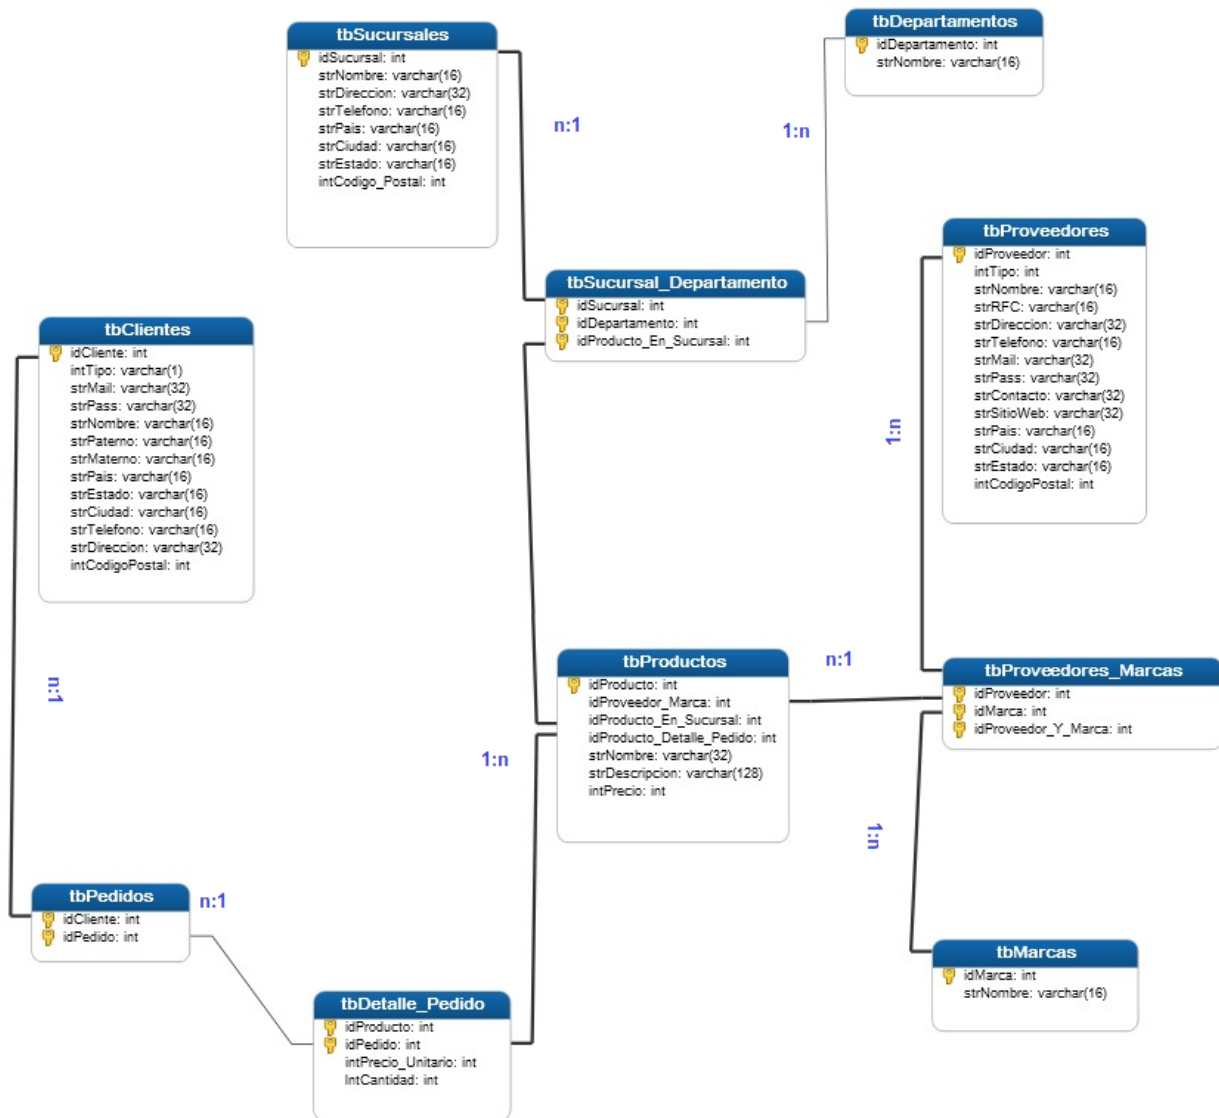 tbSucursales
idSucursal: int
strNombre: varchar(16)
strDireccion: varchar(32)
strTelefono: varchar(16)
strPais: varchar(16)
strCiudad: varchar(16)
strEstado: varchar(16)
intCodigo_Postal: int
n:1
tbDepartamentos
idDepartamento: int
strNombre: varchar(16)
1:n
tbSucursal_Departamento
idSucursal: int
idDepartamento: int
idProducto_En_Sucursal: int
tbProveedores
idProveedor: int
intTipo: int
strNombre: varchar(16)
strRFC: varchar(16)
strDireccion: varchar(32)
strTelefono: varchar(16)
strMail: varchar(32)
strPass: varchar(32)
strContacto: varchar(32)
strSitioWeb: varchar(32)
strPais: varchar(16)
strCiudad: varchar(16)
strEstado: varchar(16)
intCodigoPostal: int
1:n
tbClientes
idCliente: int
intTipo: varchar(1)
strMail: varchar(32)
strPass: varchar(32)
strNombre: varchar(16)
strPaterno: varchar(16)
strMaterno: varchar(16)
strPais: varchar(16)
strEstado: varchar(16)
strCiudad: varchar(16)
strTelefono: varchar(16)
strDireccion: varchar(32)
intCodigoPostal: int
n:1
tbProductos
idProducto: int
idProveedor_Marca: int
idProducto_En_Sucursal: int
idProducto_Detalle_Pedido: int
strNombre: varchar(32)
strDescripcion: varchar(128)
intPrecio: int
n:1
1:n
tbProveedores_Marcas
idProveedor: int
idMarca: int
idProveedor_Y_Marca: int
1:n
tbPedidos
idCliente: int
idPedido: int
n:1
tbDetalle_Pedido
idProducto: int
idPedido: int
intPrecio_Unitario: int
IntCantidad: int
tbMarcas
idMarca: int
strNombre: varchar(16)